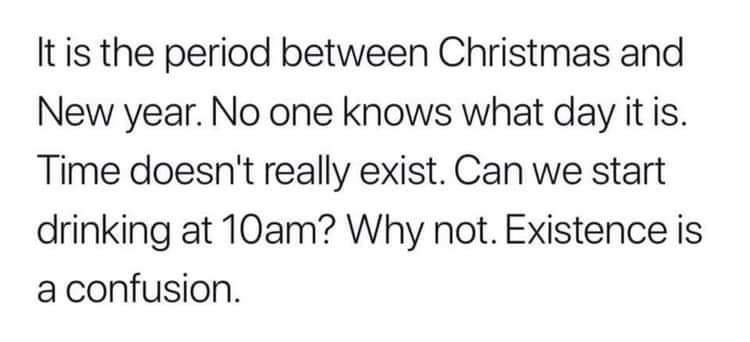 It is the period between Christmas and
New year. No one knows what day it is.
Time doesn't really exist. Can we start
drinking at 10am? Why not. Existence is
a confusion.